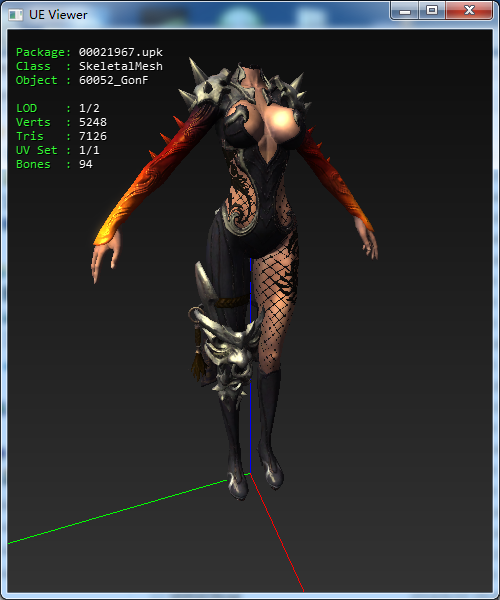 UE Viewer
Package: 00021967.upk
Class : SkeletalMesh
Object : 60052_GonF
LOD : 1/2
Verts : 5248
Tris : 7126
UV Set : 1/1
Bones : 94